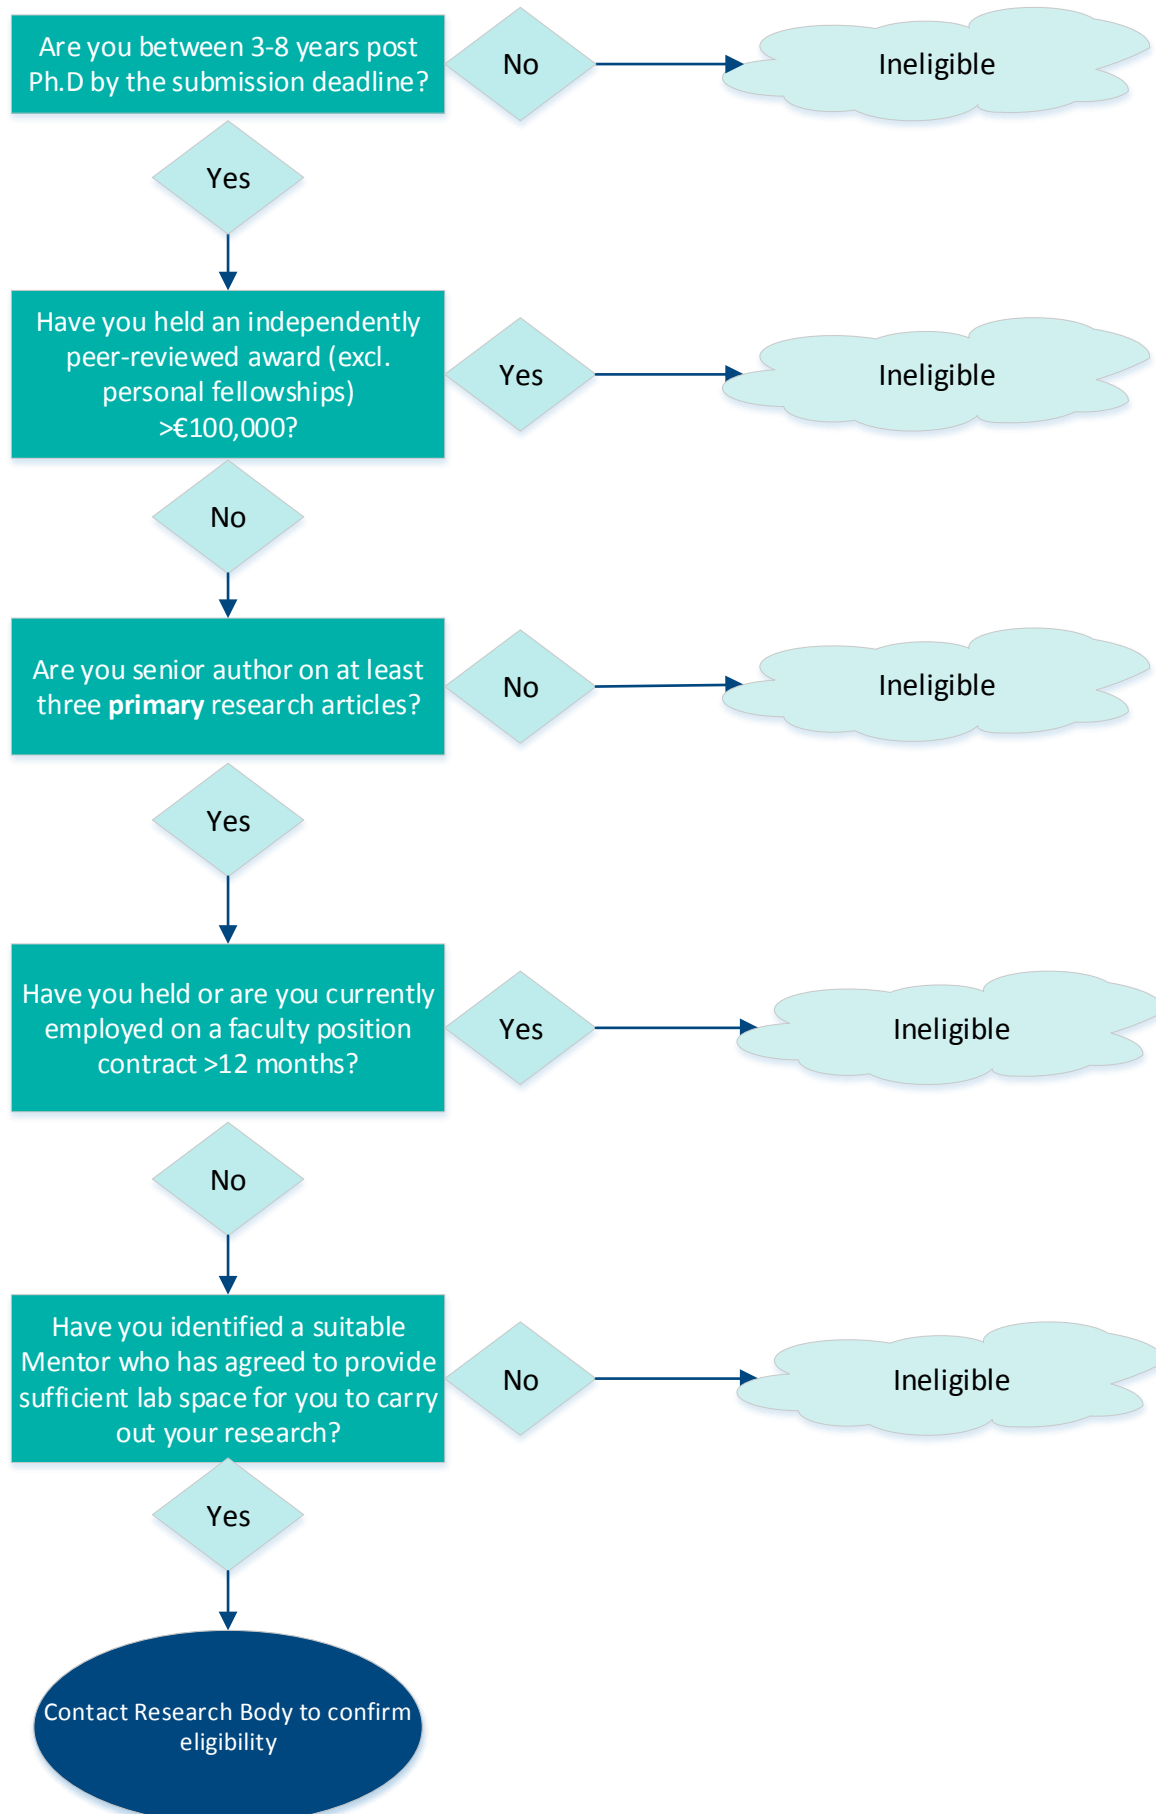 Are you between 3-8 years post
Ph.D by the submission deadline?
No
Ineligible
Yes
Have you held an independently
peer-reviewed award (excl.
personal fellowships)
>€100,000?
Yes
Ineligible
No
Are you senior author on at least
three primary research articles?
No
Ineligible
Yes
Have you held or are you currently
employed on a faculty position
contract >12 months?
Yes
Ineligible
No
Have you identified a suitable
Mentor who has agreed to provide
sufficient lab space for you to carry
out your research?
No
Ineligible
Yes
Contact Research Body to confirm
eligibility